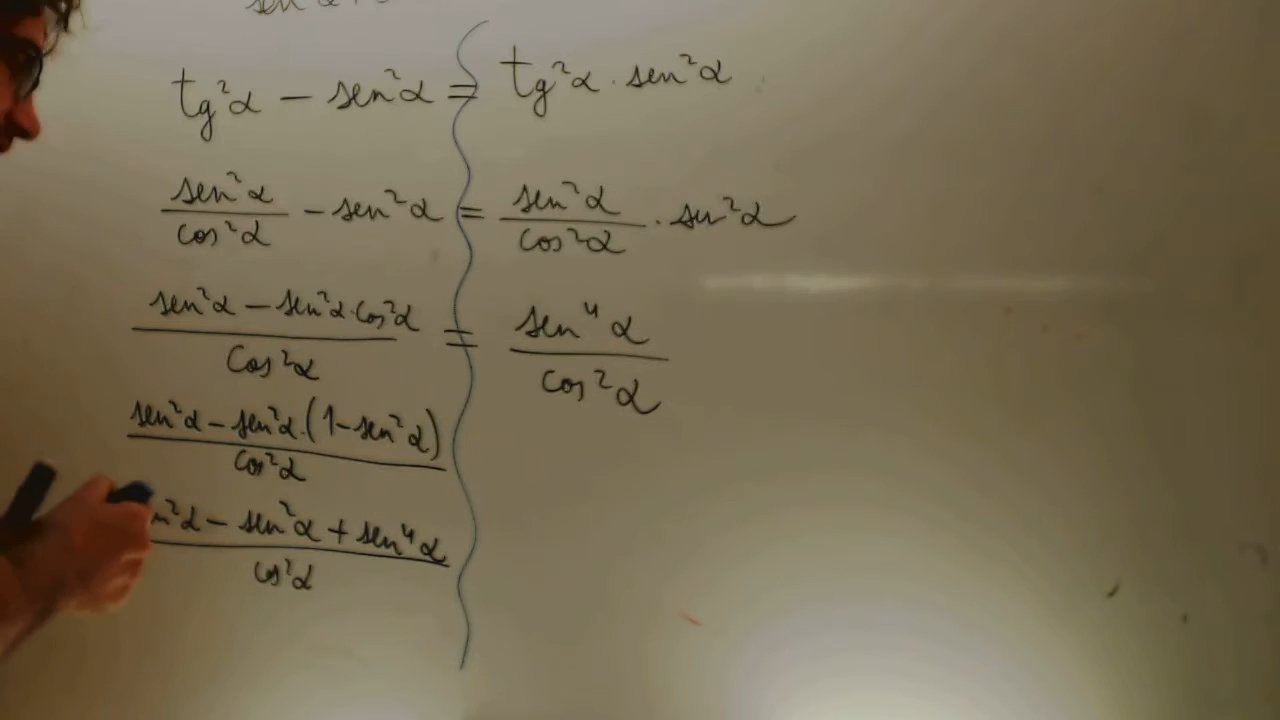 tg²α − sen²α = tg²α · sen²α
sen²α/cos²α − sen²α = sen²α/cos²α · sen²α
(sen²α − sen²α·cos²α)/cos²α = sen⁴α/cos²α
(sen²α − sen²α·(1−sen²α))/cos²α
n²α − sen²α + sen⁴α/cos²α